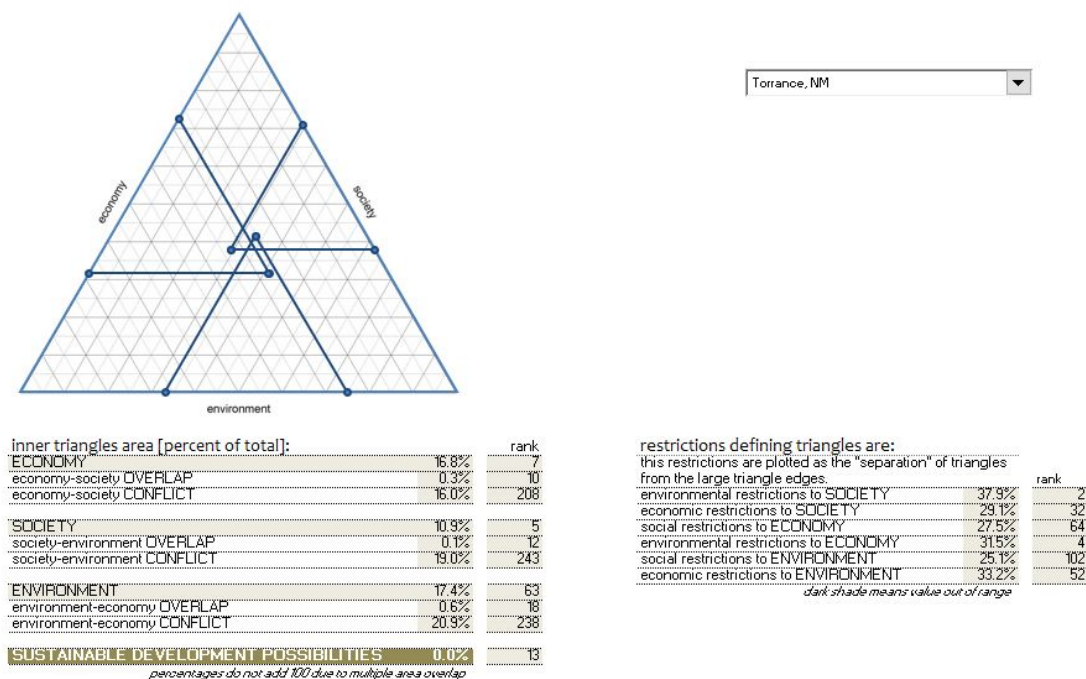 Torrance, NM
economy
society
environment
inner triangles area [percent of total]: rank
ECONOMY 16.8% 7
economy-society OVERLAP 0.3% 10
economy-society CONFLICT 16.0% 208
SOCIETY 10.9% 5
society-environment OVERLAP 0.1% 12
society-environment CONFLICT 19.0% 243
ENVIRONMENT 17.4% 63
environment-economy OVERLAP 0.6% 18
environment-economy CONFLICT 20.9% 238
SUSTAINABLE DEVELOPMENT POSSIBILITIES 0.0% 13
percentages do not add 100 due to multiple area overlap
restrictions defining triangles are:
this restrictions are plotted as the "separation" of triangles
from the large triangle edges. rank
environmental restrictions to SOCIETY 37.9% 2
economic restrictions to SOCIETY 29.1% 32
social restrictions to ECONOMY 27.5% 64
environmental restrictions to ECONOMY 31.5% 4
social restrictions to ENVIRONMENT 25.1% 102
economic restrictions to ENVIRONMENT 33.2% 52
dark shade means value out of range